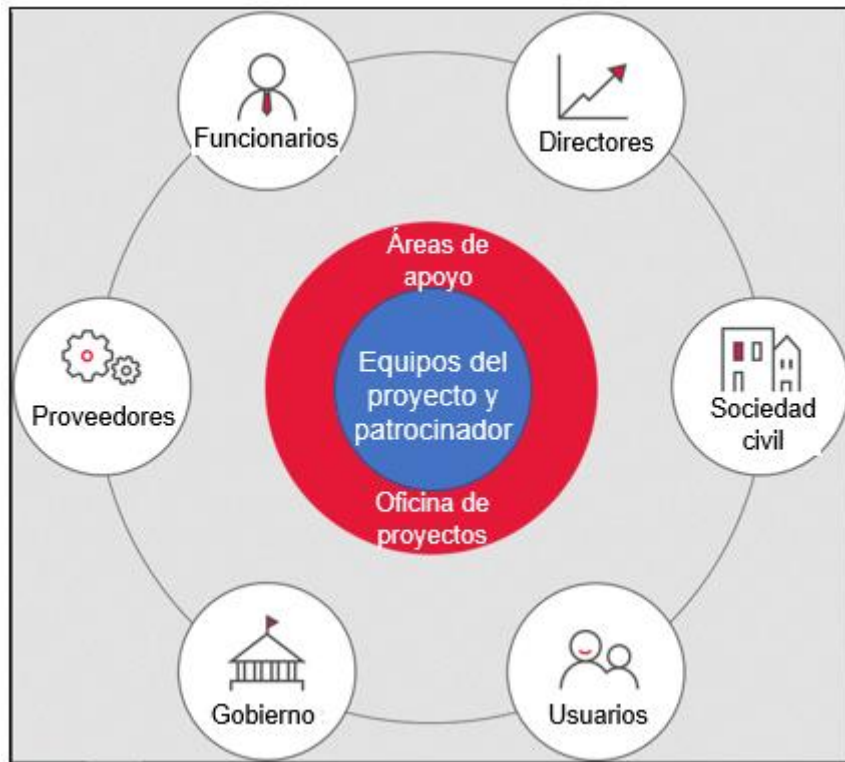 Funcionarios
Directores
Áreas de
apoyo
Proveedores
Equipos del
proyecto y
patrocinador
Sociedad
civil
Oficina de
proyectos
Gobierno
Usuarios